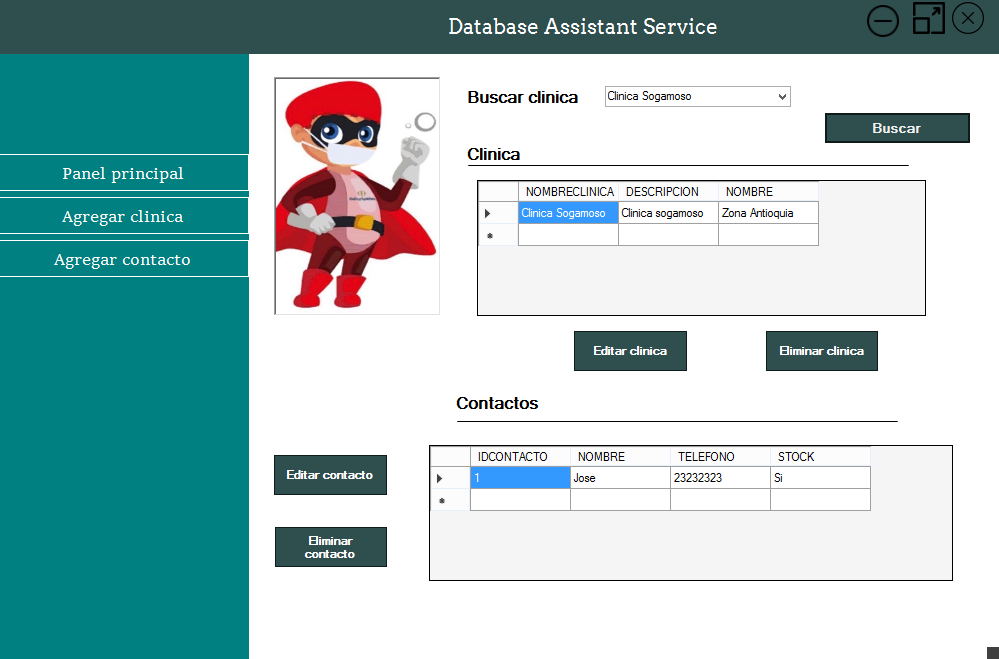 Database Assistant Service
Panel principal
Agregar clinica
Agregar contacto
Buscar clinica
Clinica Sogamoso
Buscar
Clinica
NOMBRECLINICA DESCRIPCION NOMBRE
Clinica Sogamoso Clinica sogamoso Zona Antioquia
Editar clinica
Eliminar clinica
Contactos
Editar contacto
Eliminar
contacto
IDCONTACTO NOMBRE TELEFONO STOCK
1 Jose 23232323 Si